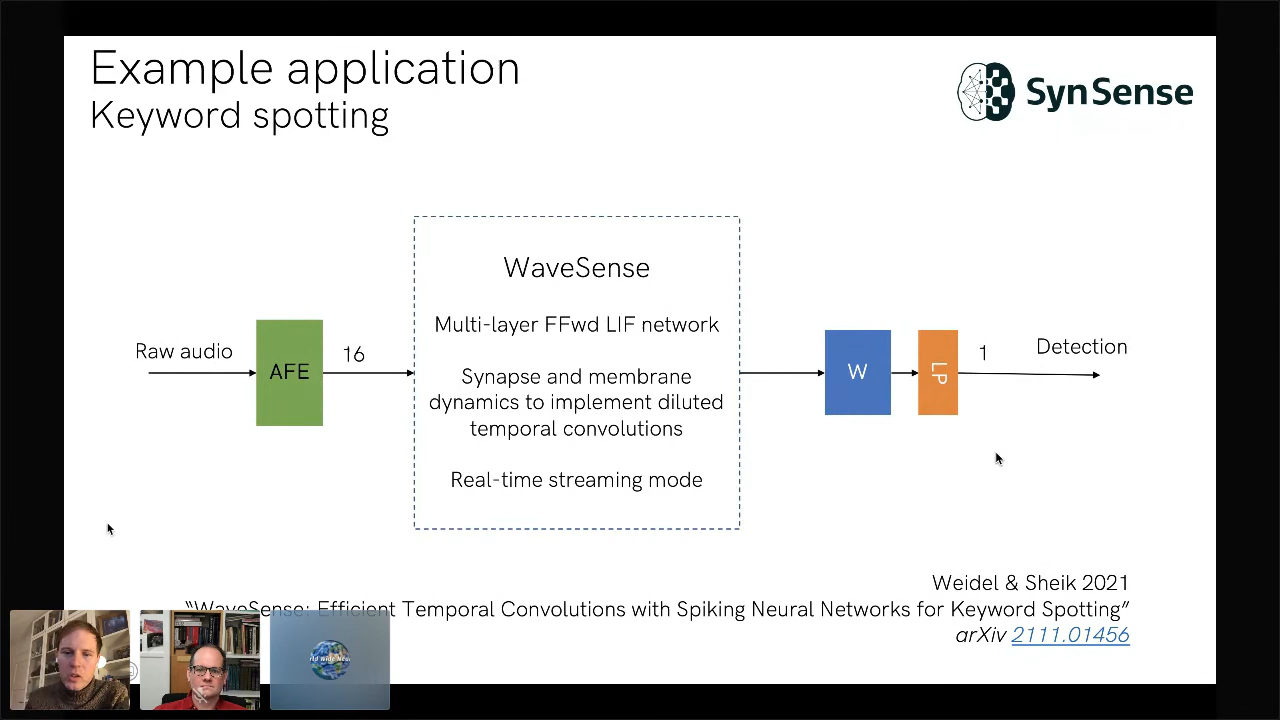 Example application
Keyword spotting
SynSense
WaveSense
Multi-layer FFwd LIF network
Synapse and membrane
dynamics to implement diluted
temporal convolutions
Real-time streaming mode
Raw audio
AFE
16
W
LP
1
Detection
Weidel & Sheik 2021
"WaveSense: Efficient Temporal Convolutions with Spiking Neural Networks for Keyword Spotting"
arXiv 2111.01456